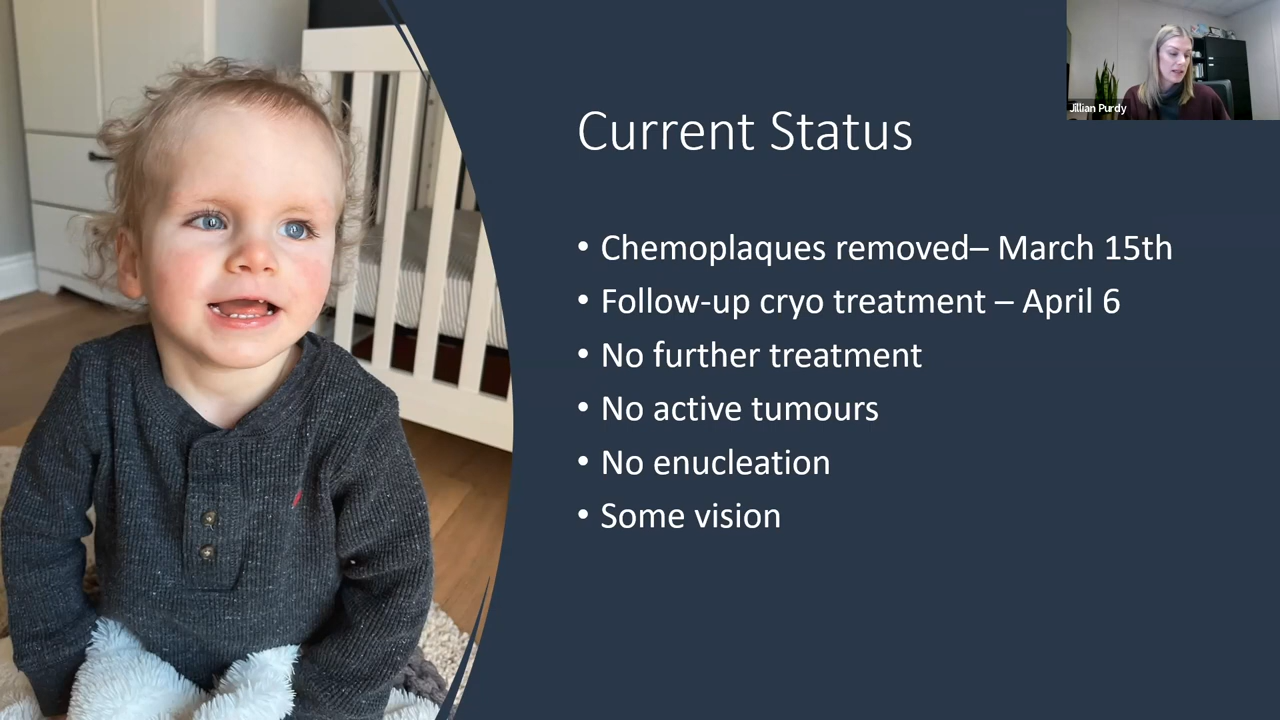 Jillian Purdy
Current Status
• Chemoplaques removed– March 15th
• Follow-up cryo treatment – April 6
• No further treatment
• No active tumours
• No enucleation
• Some vision